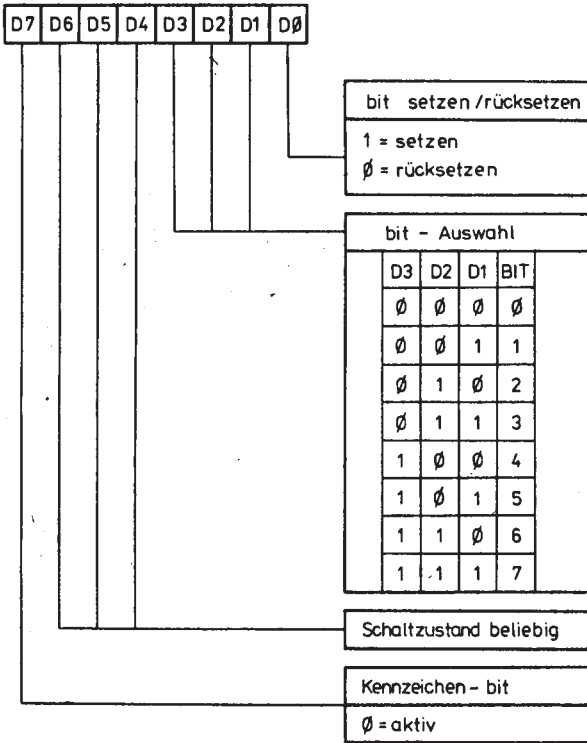 D7 D6 D5 D4 D3 D2 D1 DØ
bit setzen/rücksetzen
1 = setzen
Ø = rücksetzen
bit - Auswahl
D3 D2 D1 BIT
Ø Ø Ø Ø
Ø Ø 1 1
Ø 1 Ø 2
Ø 1 1 3
1 Ø Ø 4
1 Ø 1 5
1 1 Ø 6
1 1 1 7
Schaltzustand beliebig
Kennzeichen - bit
Ø = aktiv